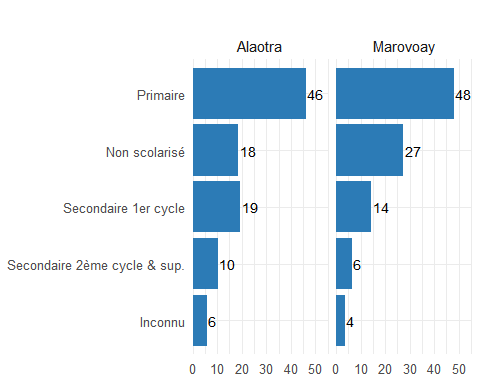 Alaotra Marovoay
Primaire 46 48
Non scolarisé 18 27
Secondaire 1er cycle 19 14
Secondaire 2ème cycle & sup. 10 6
Inconnu 6 4
0 10 20 30 40 50 0 10 20 30 40 50